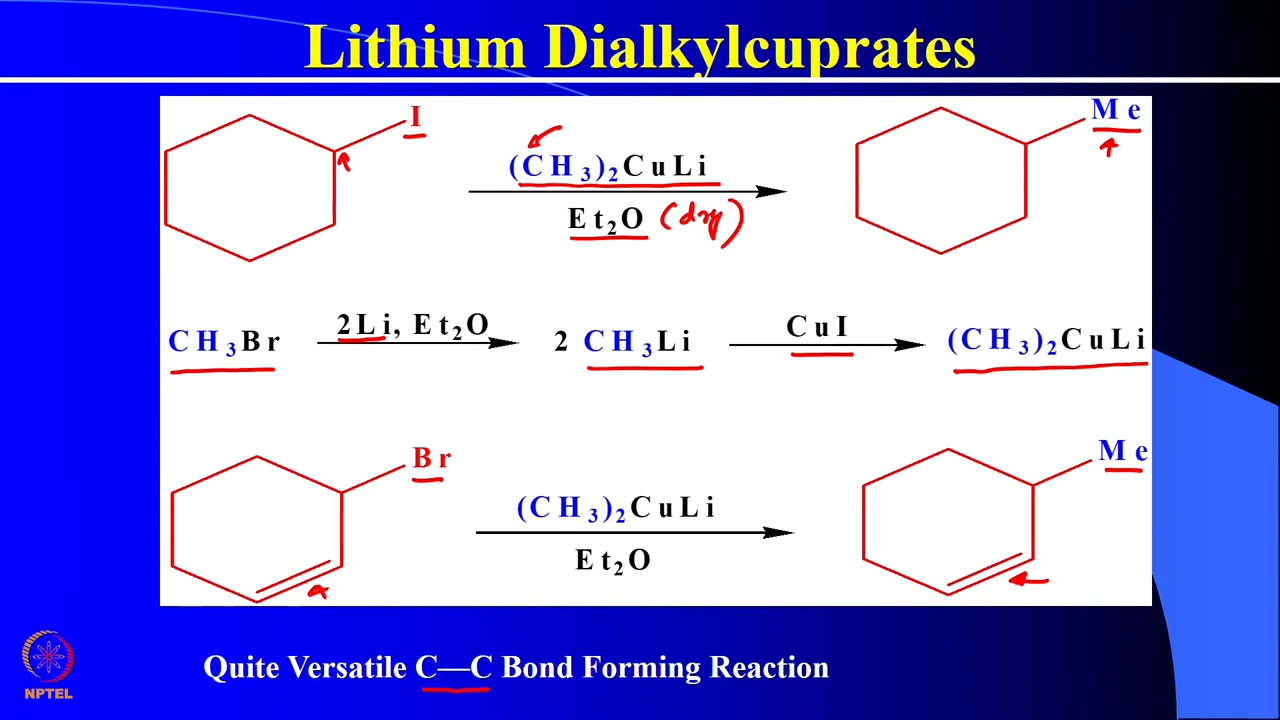 Lithium Dialkylcuprates
I
(CH3)2CuLi
Et2O (dry)
Me
CH3Br
2Li, Et2O
2 CH3Li
CuI
(CH3)2CuLi
Br
(CH3)2CuLi
Et2O
Me
Quite Versatile C—C Bond Forming Reaction
NPTEL